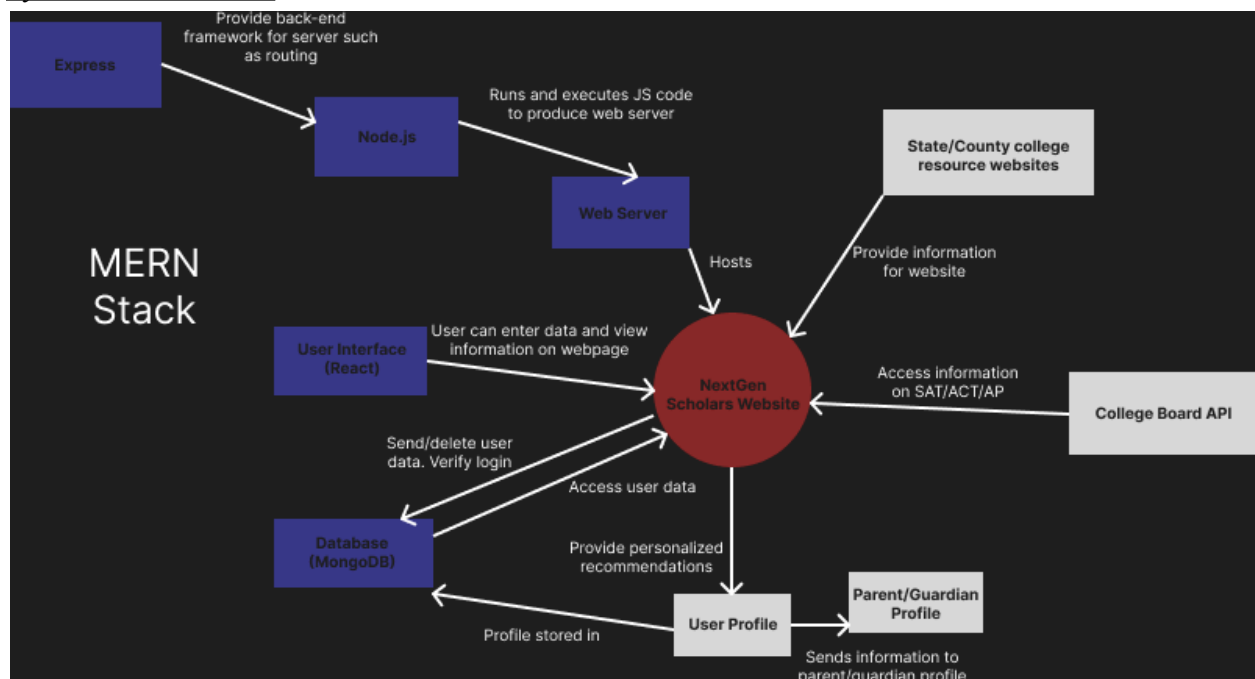 Provide back-end
framework for server such
as routing
Express
Runs and executes JS code
to produce web server
Node.js
State/County college
resource websites
Web Server
MERN
Stack
Hosts
Provide information
for website
User can enter data and view
information on webpage
User Interface
(React)
NextGen
Scholars Website
Access information
on SAT/ACT/AP
College Board API
Send/delete user
data. Verify login
Access user data
Database
(MongoDB)
Provide personalized
recommendations
Parent/Guardian
Profile
User Profile
Profile stored in
Sends information to
parent/guardian profile